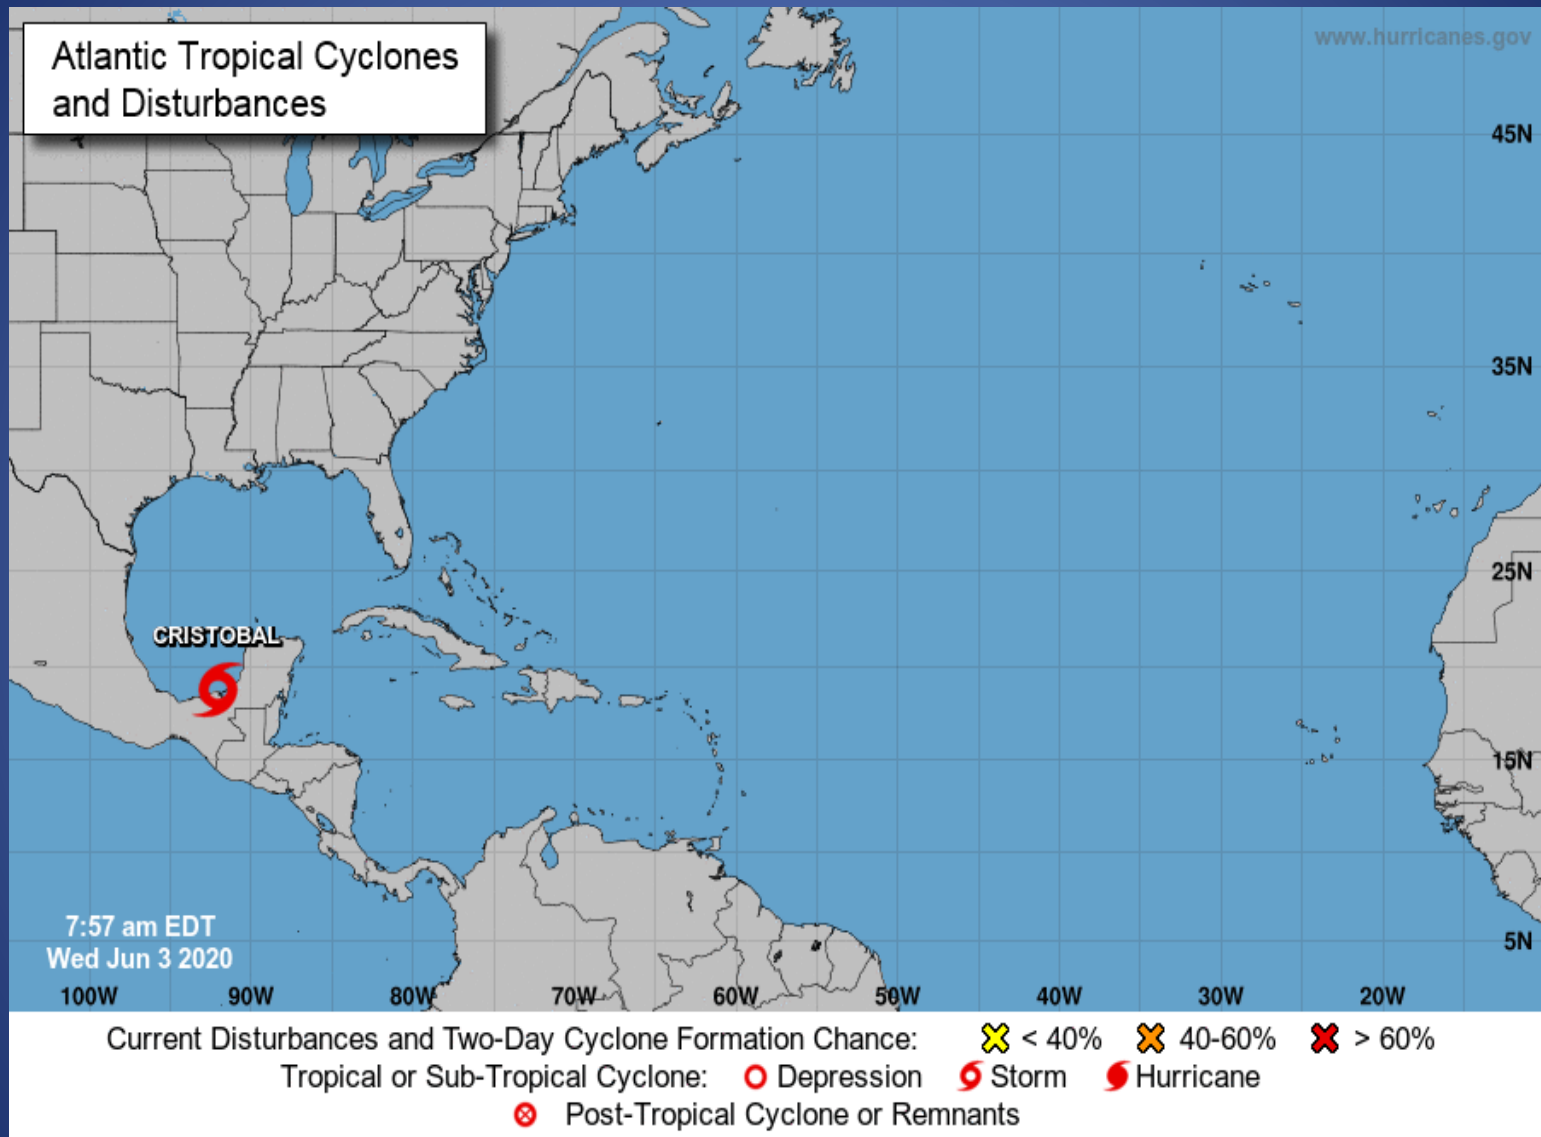 Atlantic Tropical Cyclones
and Disturbances
www.hurricanes.gov
45N
35N
25N
CRISTOBAL
15N
7:57 am EDT
Wed Jun 3 2020
5N
100W 90W 80W 70W 60W 50W 40W 30W 20W
Current Disturbances and Two-Day Cyclone Formation Chance: < 40% 40-60% > 60%
Tropical or Sub-Tropical Cyclone: Depression Storm Hurricane
Post-Tropical Cyclone or Remnants